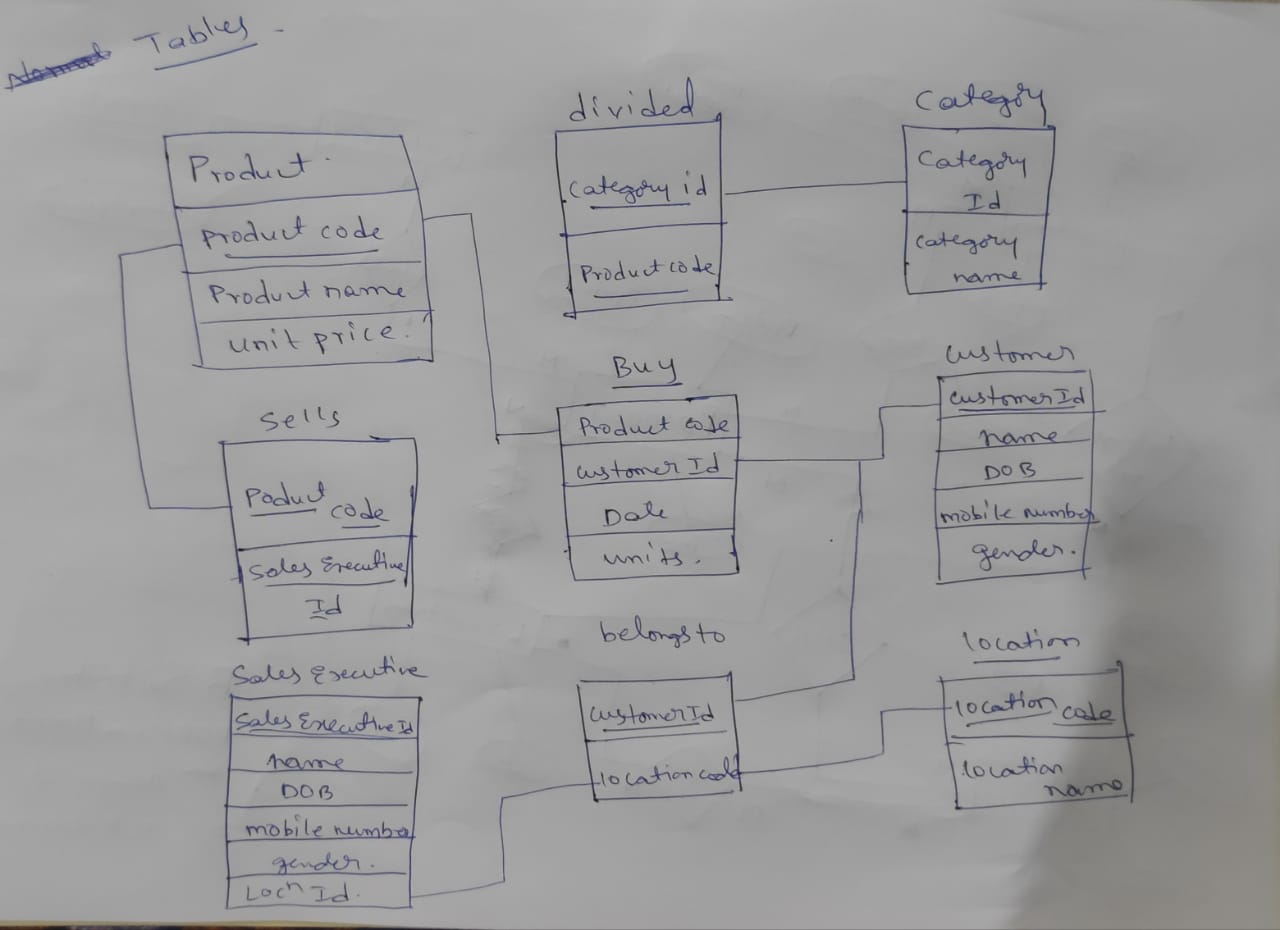 Tables
divided
category id
Product code
Category
Category
Id
category
name
Product
Product code
Product name
unit price.
Buy
Product code
customer Id
Date
units.
customer
customer Id
name
DOB
mobile number
gender.
Sells
Poduct
code
Sales Executive
Id
Sales Executive
Sales Executive Id
name
DOB
mobile number
gender.
Locn Id.
belongs to
customer Id
location code
location
location code
location
name